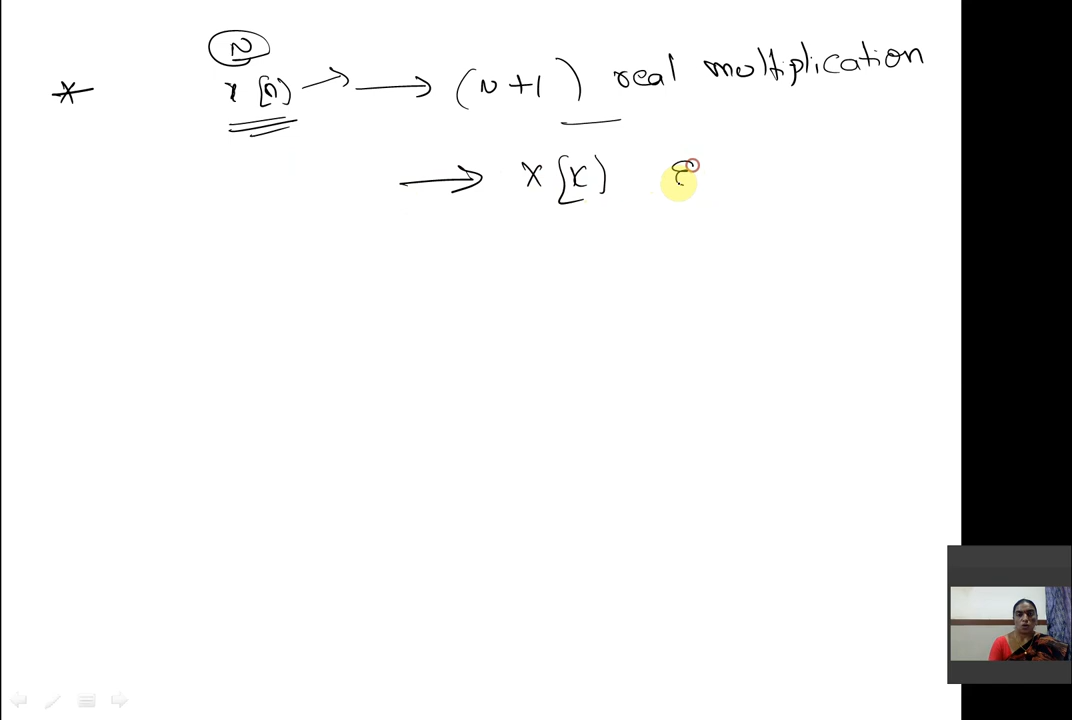 N
* x[n] → → (N+1) real multiplication
→ X[K]